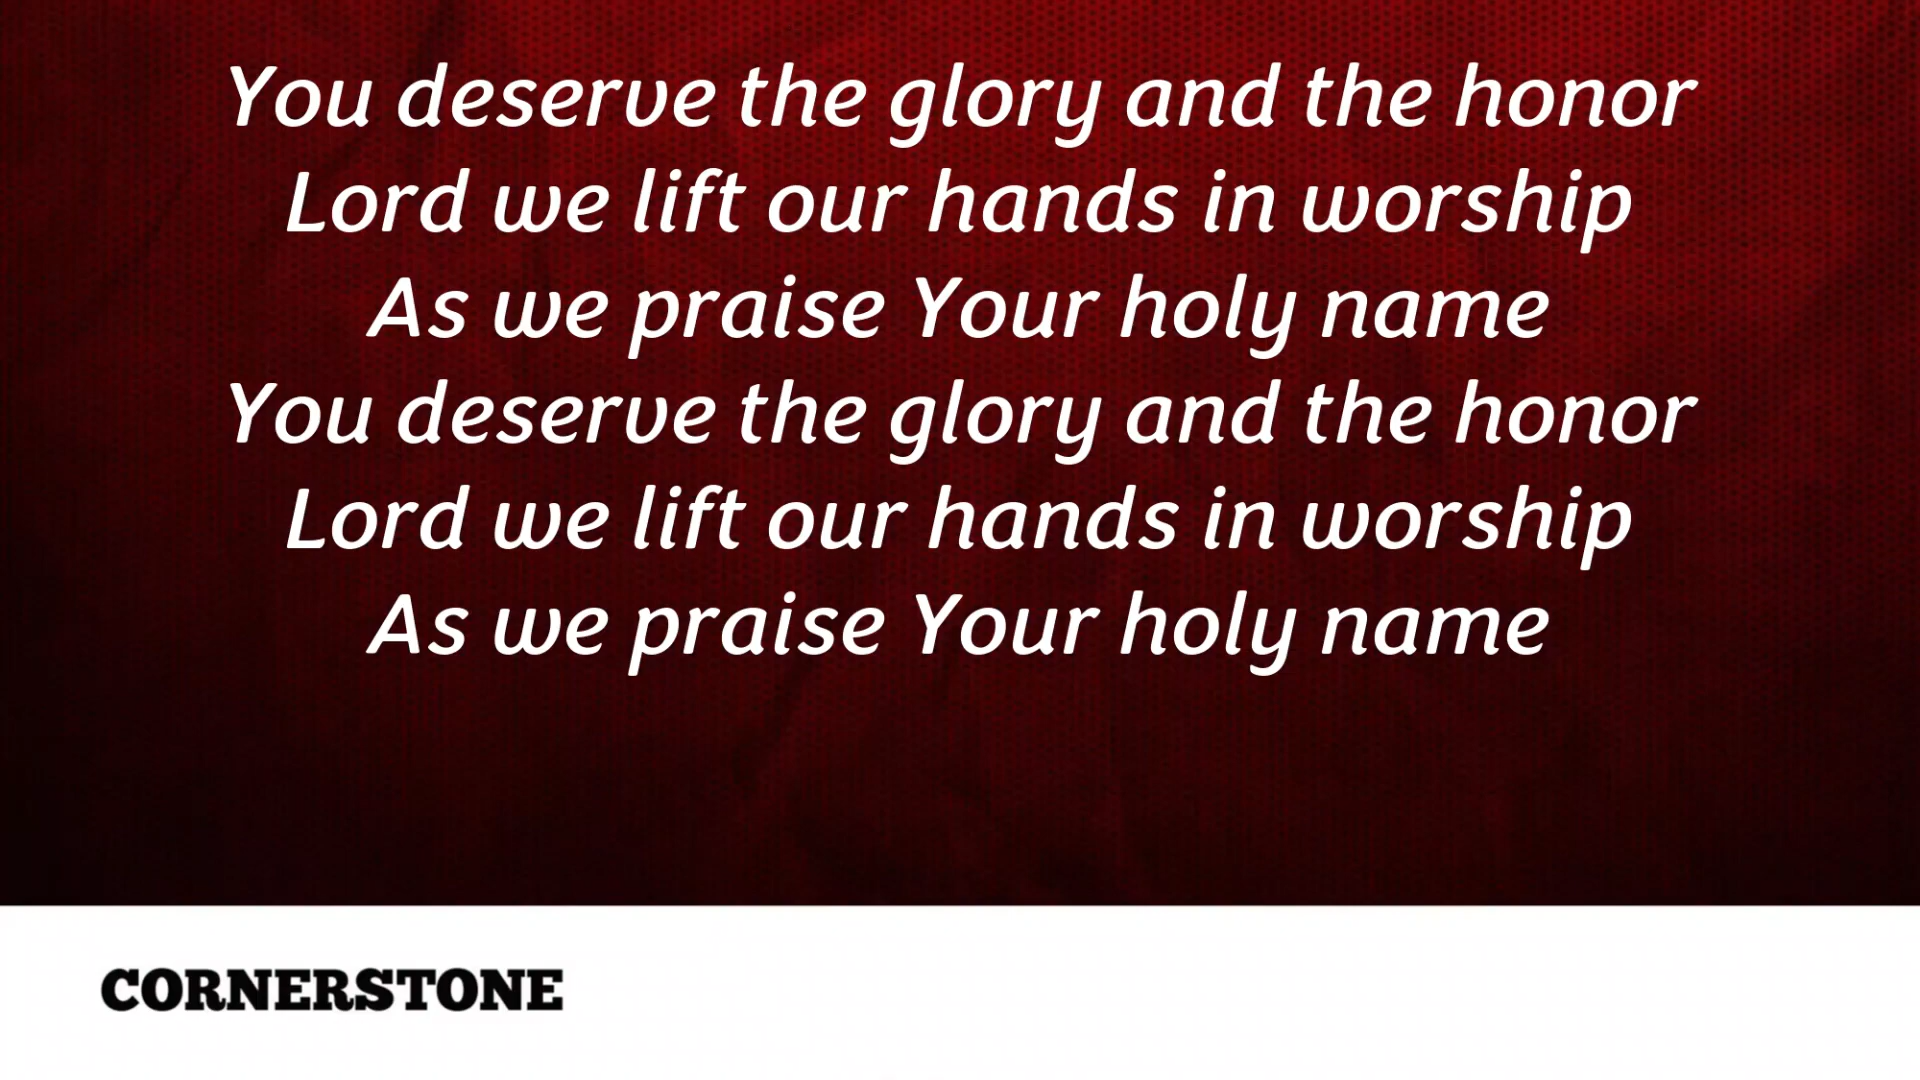 You deserve the glory and the honor
Lord we lift our hands in worship
As we praise Your holy name
You deserve the glory and the honor
Lord we lift our hands in worship
As we praise Your holy name
CORNERSTONE